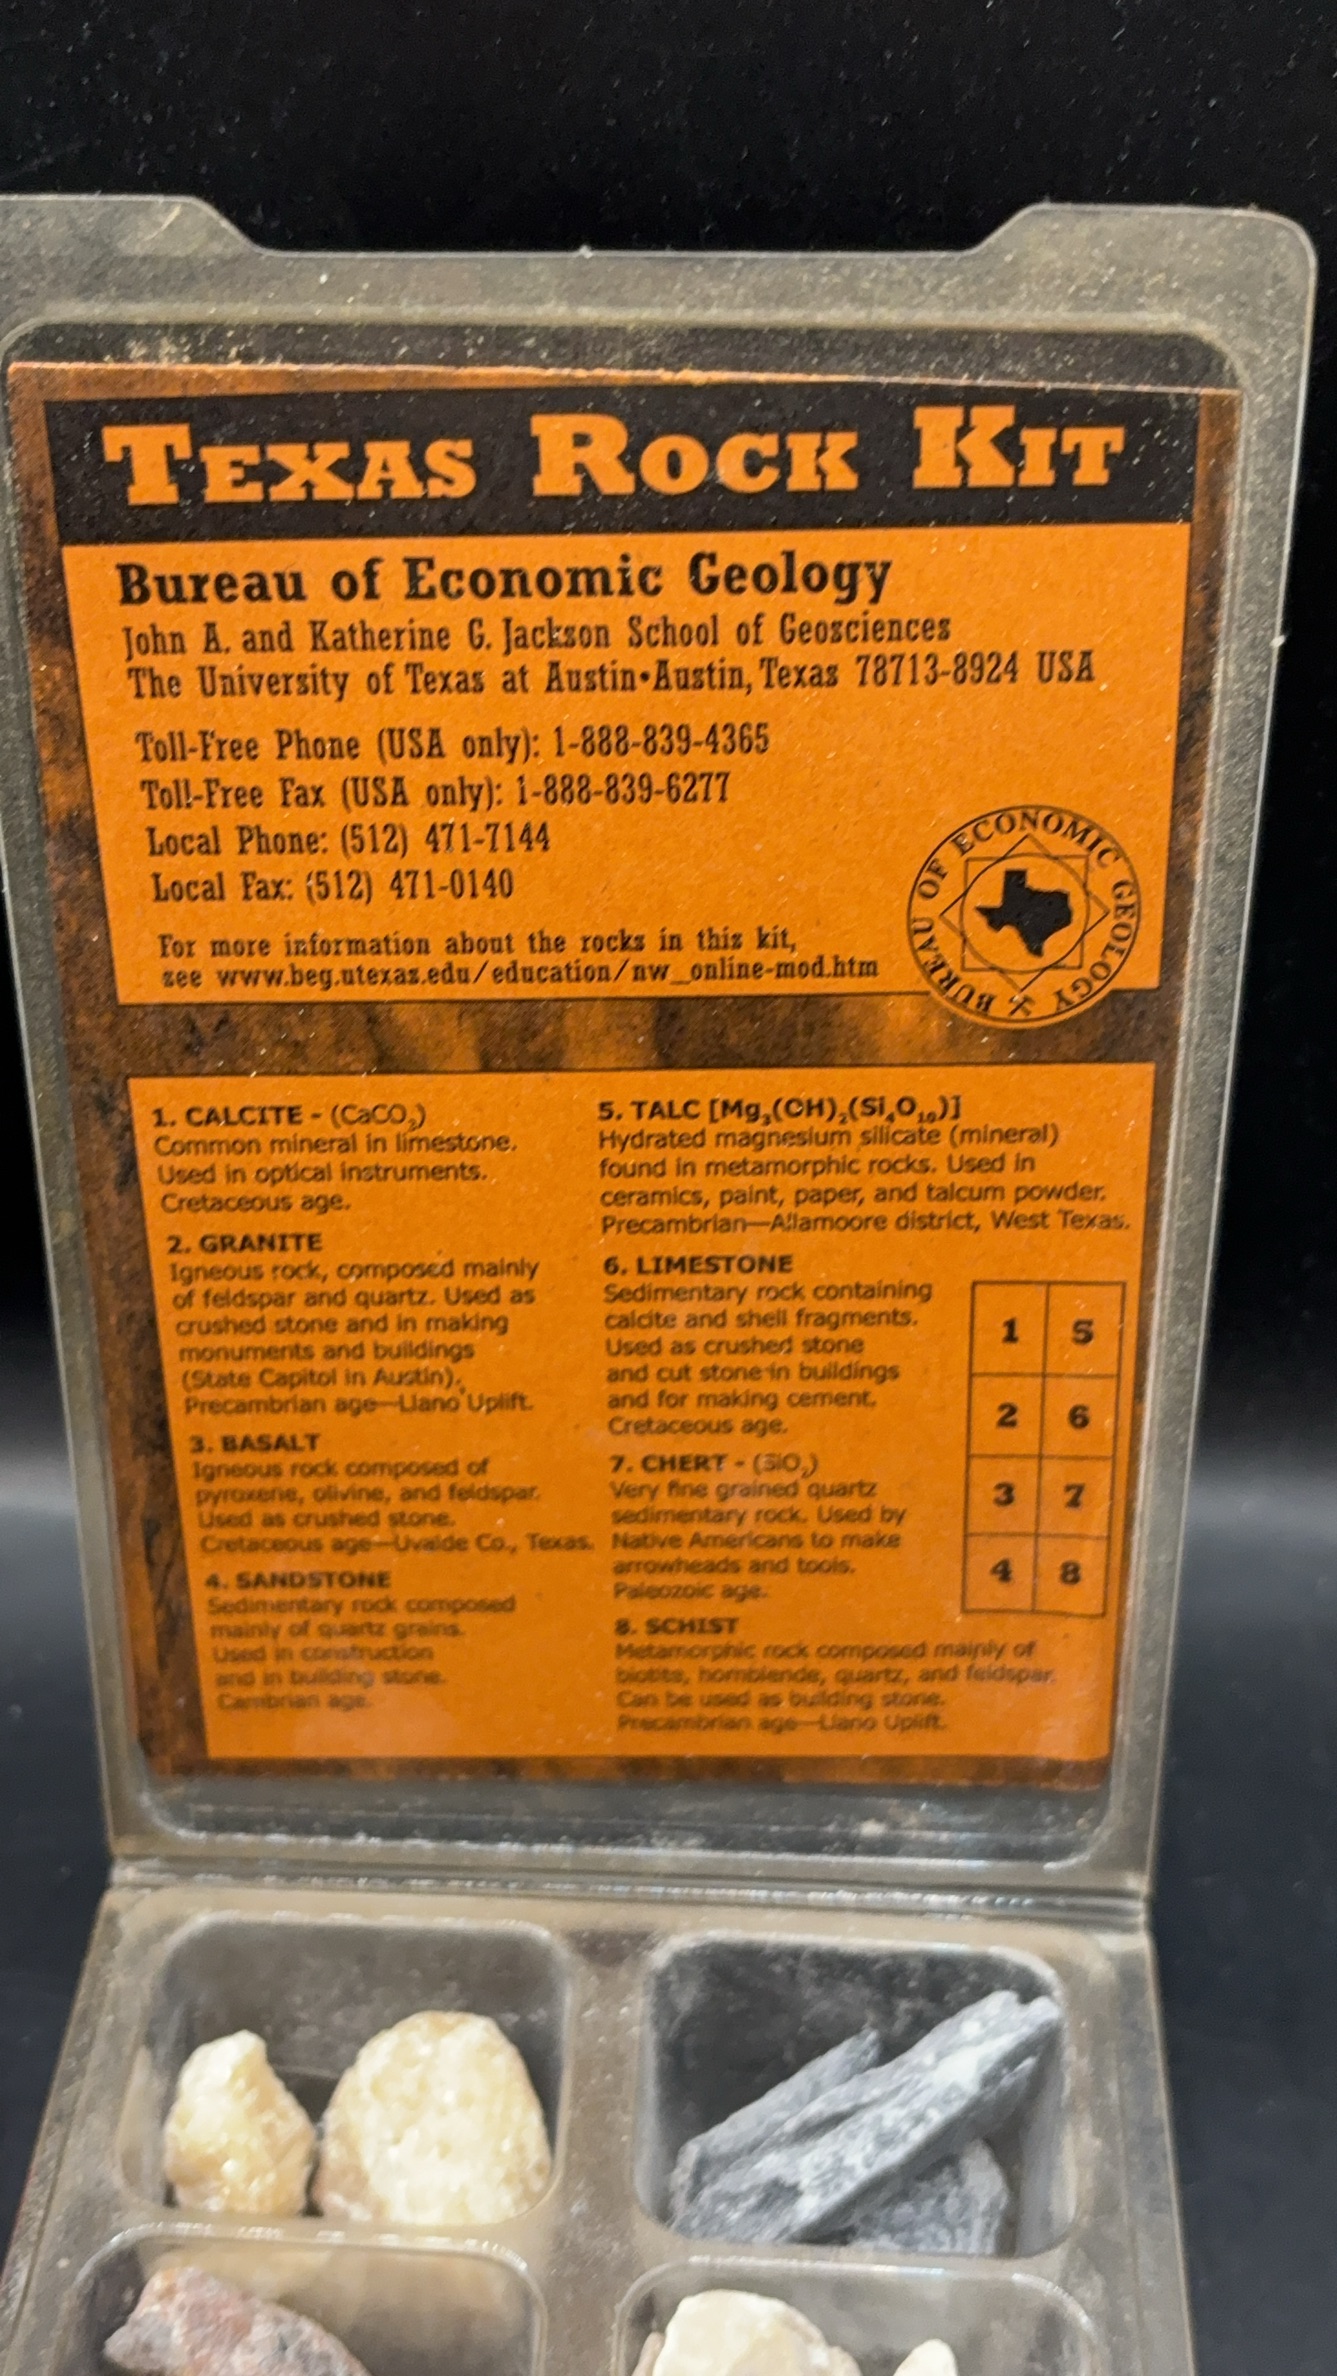 TEXAS ROCK KIT
Bureau of Economic Geology
John A. and Katherine G. Jackson School of Geosciences
The University of Texas at Austin•Austin, Texas 78713-8924 USA
Toll-Free Phone (USA only): 1-888-839-4365
Toll-Free Fax (USA only): 1-888-839-6277
Local Phone: (512) 471-7144
Local Fax: (512) 471-0140
For more information about the rocks in this kit,
see www.beg.utexas.edu/education/nw_online-mod.htm
BUREAU OF ECONOMIC GEOLOGY
1. CALCITE - (CaCO₃)
Common mineral in limestone.
Used in optical instruments.
Cretaceous age.
2. GRANITE
Igneous rock, composed mainly
of feldspar and quartz. Used as
crushed stone and in making
monuments and buildings
(State Capitol in Austin).
Precambrian age—Llano Uplift.
3. BASALT
Igneous rock composed of
pyroxene, olivine, and feldspar.
Used as crushed stone.
Cretaceous age—Uvalde Co., Texas.
4. SANDSTONE
Sedimentary rock composed
mainly of quartz grains.
Used in construction
and in building stone.
Cambrian age.
5. TALC [Mg₃(OH)₂(Si₄O₁₀)]
Hydrated magnesium silicate (mineral)
found in metamorphic rocks. Used in
ceramics, paint, paper, and talcum powder.
Precambrian—Allamoore district, West Texas.
6. LIMESTONE
Sedimentary rock containing
calcite and shell fragments.
Used as crushed stone
and cut stone in buildings
and for making cement.
Cretaceous age.
7. CHERT - (SiO₂)
Very fine grained quartz
sedimentary rock. Used by
Native Americans to make
arrowheads and tools.
Paleozoic age.
8. SCHIST
Metamorphic rock composed mainly of
biotite, hornblende, quartz, and feldspar.
Can be used as building stone.
Precambrian age—Llano Uplift.
1 5
2 6
3 7
4 8